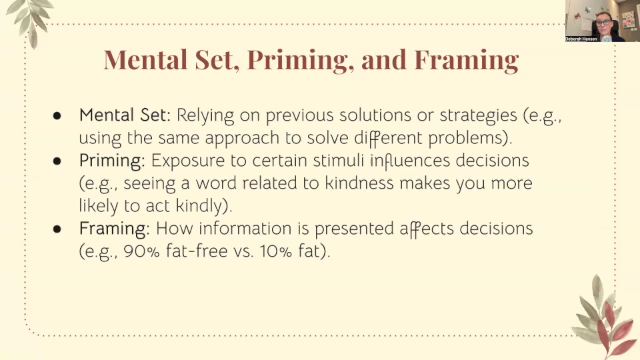 Deborah Hanson
Mental Set, Priming, and Framing
● Mental Set: Relying on previous solutions or strategies (e.g.,
using the same approach to solve different problems).
● Priming: Exposure to certain stimuli influences decisions
(e.g., seeing a word related to kindness makes you more
likely to act kindly).
● Framing: How information is presented affects decisions
(e.g., 90% fat-free vs. 10% fat).